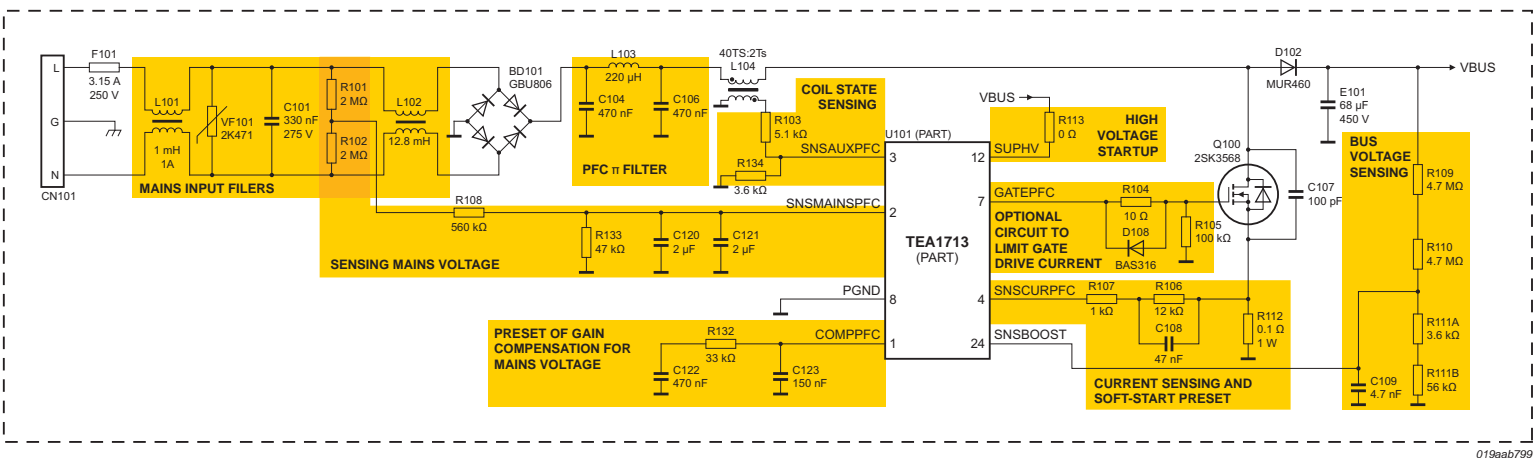 F101
3.15 A
250 V
L
G
N
CN101
L101
1 mH
1A
VF101
2K471
C101
330 nF
275 V
R101
2 MΩ
R102
2 MΩ
L102
12.8 mH
MAINS INPUT FILERS
BD101
GBU806
L103
220 μH
C104
470 nF
C106
470 nF
PFC π FILTER
40TS:2Ts
L104
COIL STATE
SENSING
R103
5.1 kΩ
SNSAUXPFC
R134
3.6 kΩ
R108
560 kΩ
SNSMAINSPFC
R133
47 kΩ
C120
2 μF
C121
2 μF
SENSING MAINS VOLTAGE
PGND
PRESET OF GAIN
COMPENSATION FOR
MAINS VOLTAGE
R132
33 kΩ
COMPPFC
C122
470 nF
C123
150 nF
U101 (PART)
3
2
8
1
12
7
4
24
TEA1713
(PART)
VBUS
R113
0 Ω
SUPHV
HIGH
VOLTAGE
STARTUP
GATEPFC
R104
10 Ω
D108
BAS316
R105
100 kΩ
OPTIONAL
CIRCUIT TO
LIMIT GATE
DRIVE CURRENT
SNSCURPFC
R107
1 kΩ
R106
12 kΩ
C108
47 nF
SNSBOOST
CURRENT SENSING AND
SOFT-START PRESET
R112
0.1 Ω
1 W
Q100
2SK3568
C107
100 pF
D102
MUR460
VBUS
E101
68 μF
450 V
BUS
VOLTAGE
SENSING
R109
4.7 MΩ
R110
4.7 MΩ
R111A
3.6 kΩ
R111B
56 kΩ
C109
4.7 nF
019aab799